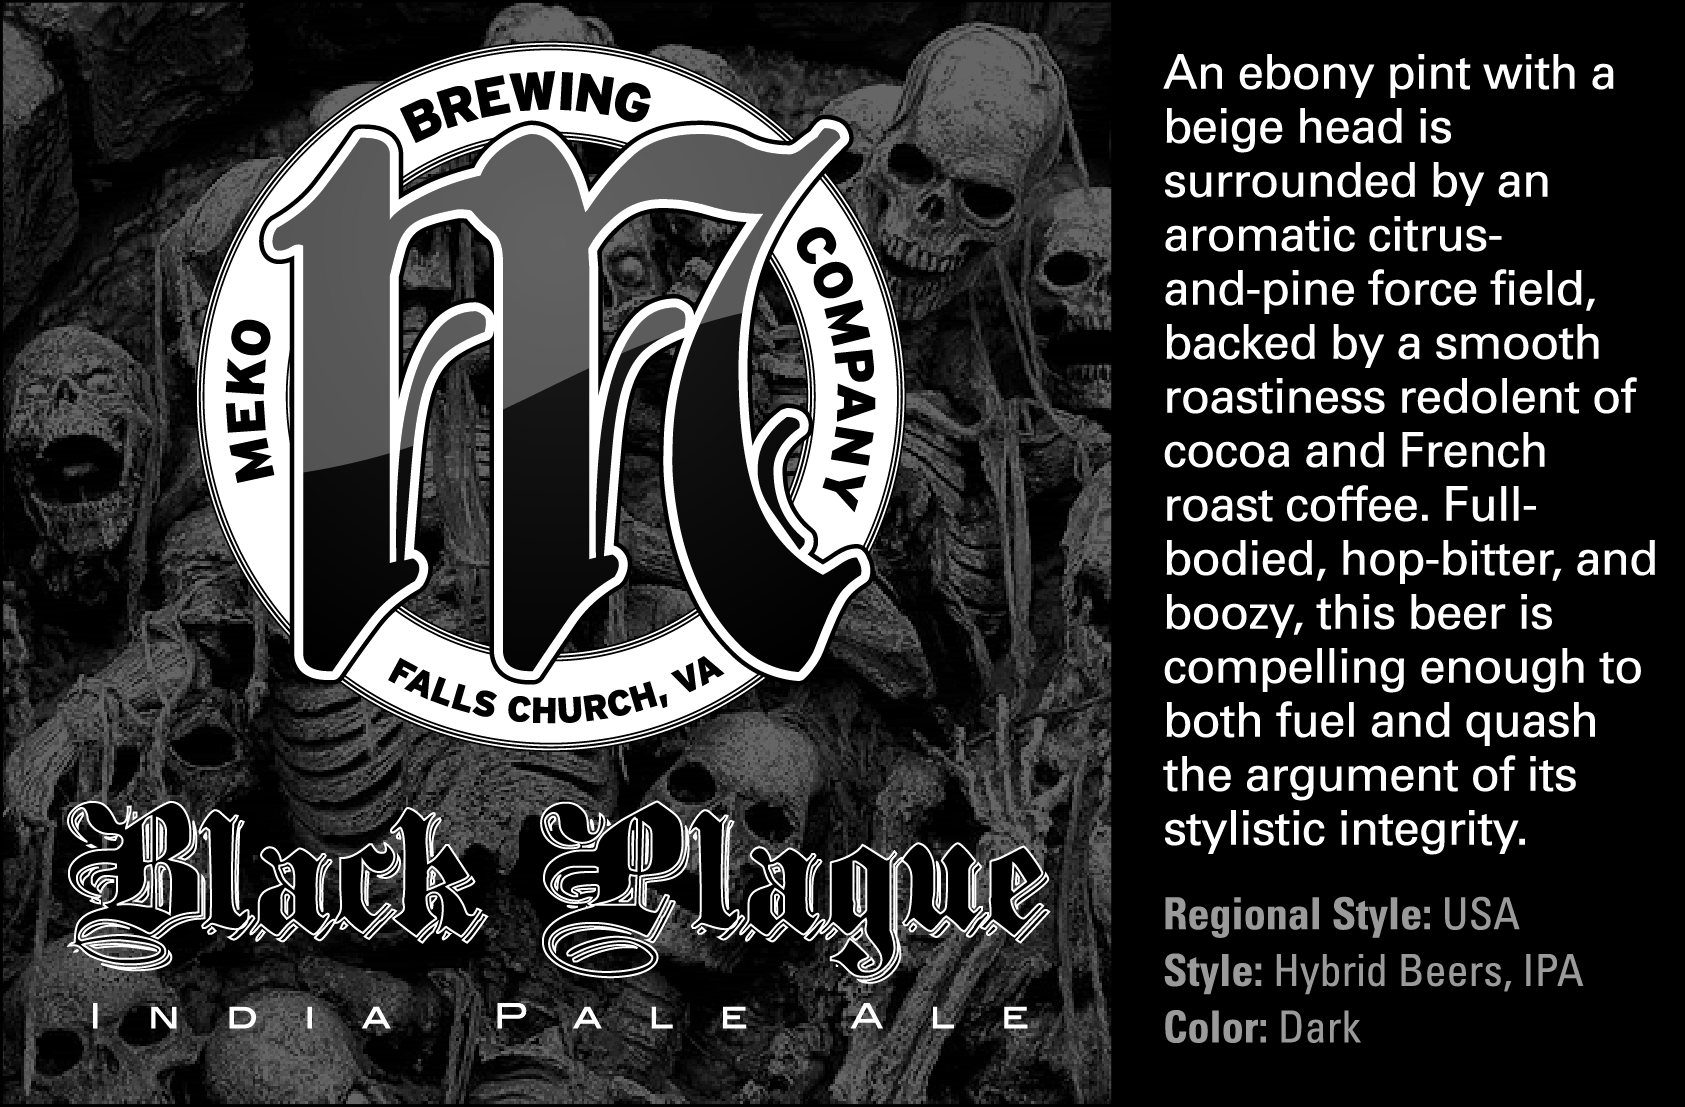 MEKO
BREWING
COMPANY
FALLS CHURCH, VA
M
Black Plague
INDIA PALE ALE
An ebony pint with a
beige head is
surrounded by an
aromatic citrus-
and-pine force field,
backed by a smooth
roastiness redolent of
cocoa and French
roast coffee. Full-
bodied, hop-bitter, and
boozy, this beer is
compelling enough to
both fuel and quash
the argument of its
stylistic integrity.
Regional Style: USA
Style: Hybrid Beers, IPA
Color: Dark